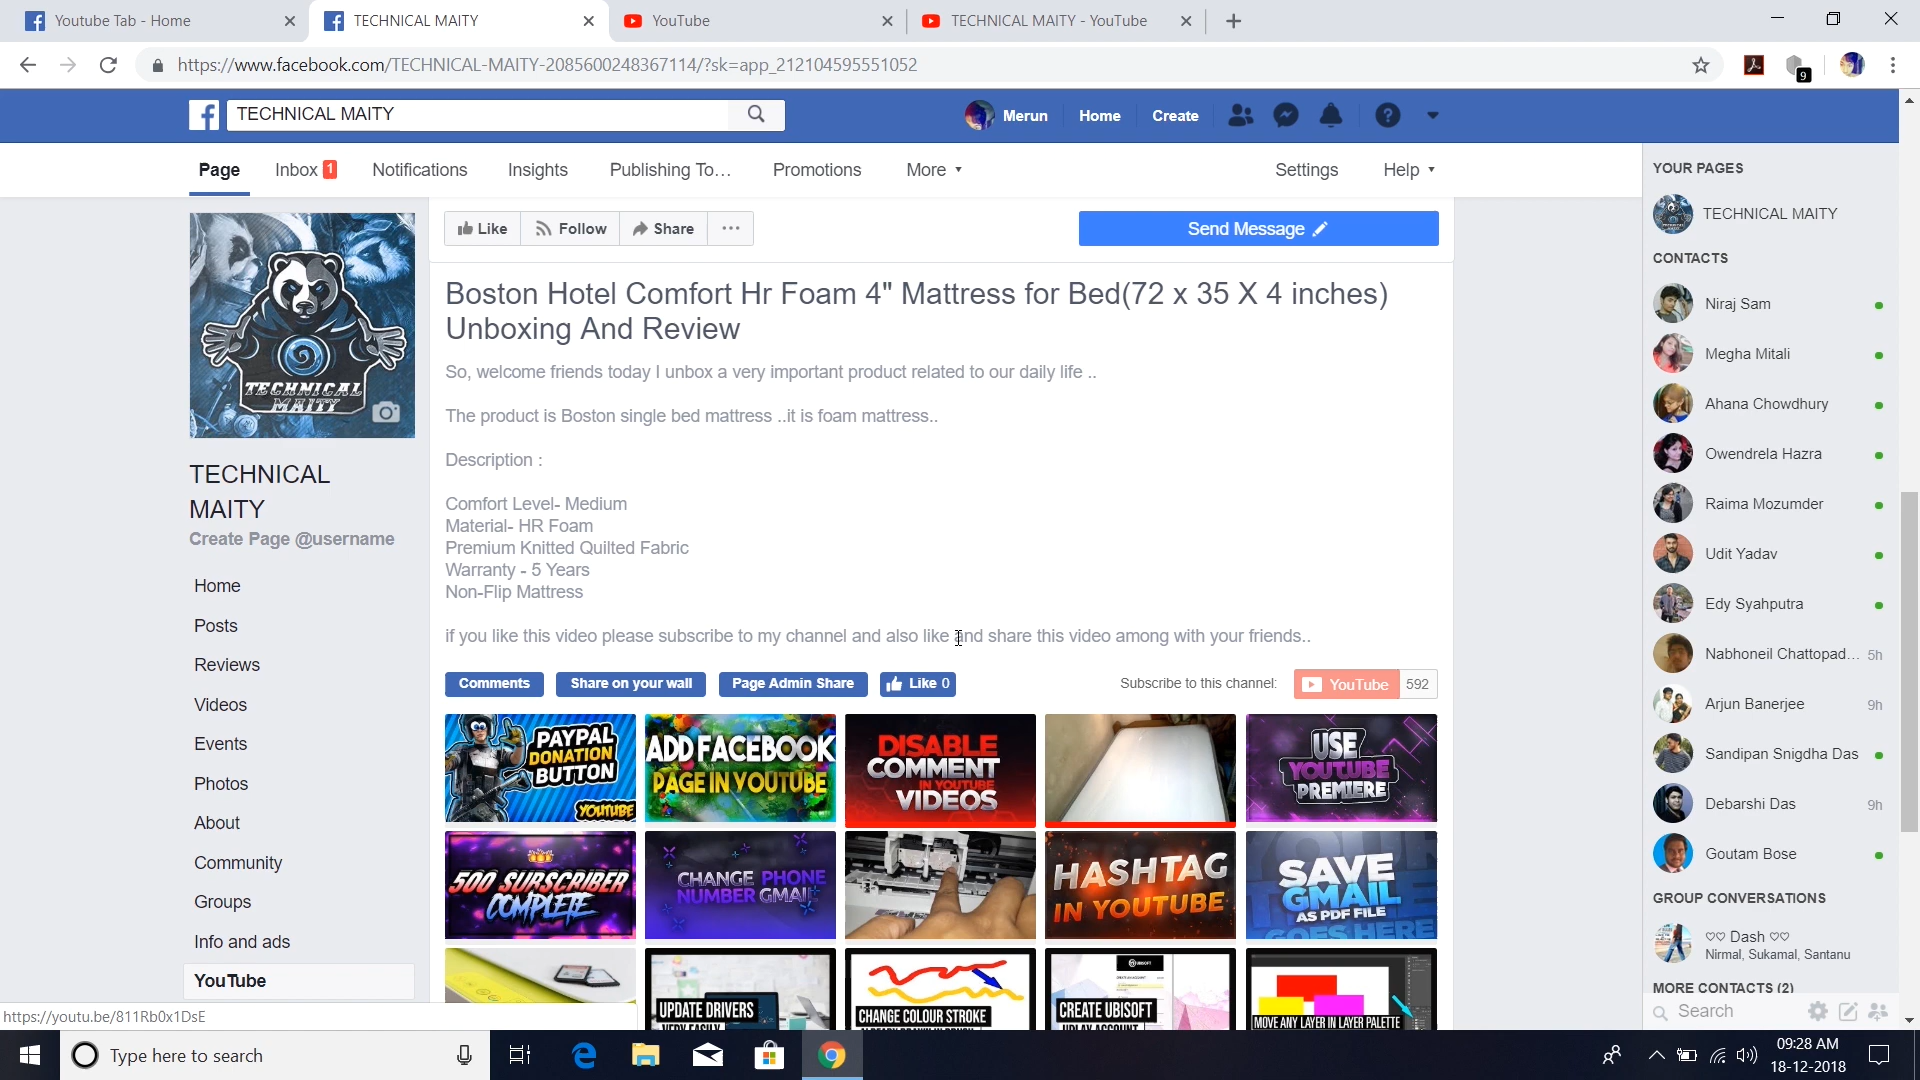 Youtube Tab - Home
TECHNICAL MAITY
YouTube
TECHNICAL MAITY - YouTube
https://www.facebook.com/TECHNICAL-MAITY-2085600248367114/?sk=app_212104595551052
9
TECHNICAL MAITY
Merun
Home
Create
Page
Inbox 1
Notifications
Insights
Publishing To...
Promotions
More
Settings
Help
TECHNICAL
MAITY
TECHNICAL
MAITY
Create Page @username
Home
Posts
Reviews
Videos
Events
Photos
About
Community
Groups
Info and ads
YouTube
https://youtu.be/811Rb0x1DsE
Like
Follow
Share
Send Message
Boston Hotel Comfort Hr Foam 4" Mattress for Bed(72 x 35 X 4 inches)
Unboxing And Review
So, welcome friends today I unbox a very important product related to our daily life ..
The product is Boston single bed mattress ..it is foam mattress..
Description :
Comfort Level- Medium
Material- HR Foam
Premium Knitted Quilted Fabric
Warranty - 5 Years
Non-Flip Mattress
if you like this video please subscribe to my channel and also like and share this video among with your friends..
Comments
Share on your wall
Page Admin Share
Like 0
Subscribe to this channel:
YouTube
592
PAYPAL
DONATION
BUTTON
YOUTUBE
ADD FACEBOOK
PAGE IN YOUTUBE
DISABLE
COMMENT
IN YOUTUBE
VIDEOS
USE
YOUTUBE
PREMIERE
500 SUBSCRIBER
COMPLETE
CHANGE PHONE
NUMBER GMAIL
HASHTAG
IN YOUTUBE
SAVE
GMAIL
AS PDF FILE
GOES HERE
UPDATE DRIVERS
VERY EASILY
CHANGE COLOUR STROKE
UBISOFT
CREATE UBISOFT
UPLAY ACCOUNT
MOVE ANY LAYER IN LAYER PALETTE
YOUR PAGES
TECHNICAL MAITY
CONTACTS
Niraj Sam
Megha Mitali
Ahana Chowdhury
Owendrela Hazra
Raima Mozumder
Udit Yadav
Edy Syahputra
Nabhoneil Chattopad... 5h
Arjun Banerjee 9h
Sandipan Snigdha Das
Debarshi Das 9h
Goutam Bose
GROUP CONVERSATIONS
♡♡ Dash ♡♡
Nirmal, Sukamal, Santanu
MORE CONTACTS (2)
Search
Type here to search
09:28 AM
18-12-2018